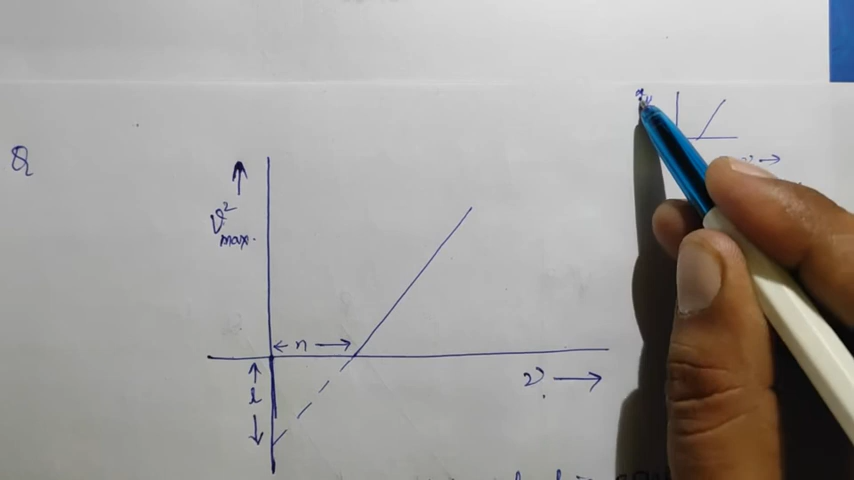 Q
V²
max.
← n →
l
ν →
ν →